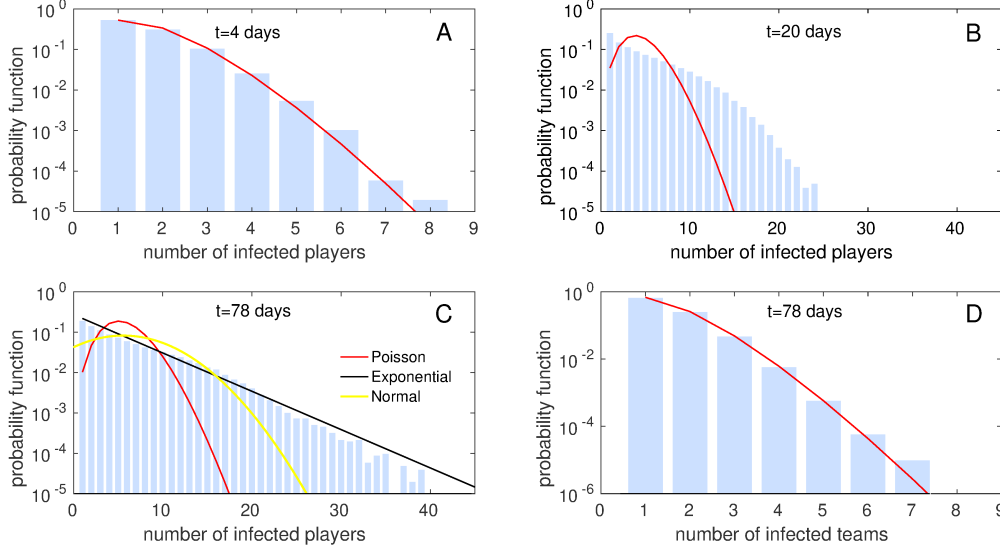 A
t=4 days
probability function
10^0
10^-1
10^-2
10^-3
10^-4
10^-5
0 1 2 3 4 5 6 7 8 9
number of infected players
B
t=20 days
probability function
10^0
10^-1
10^-2
10^-3
10^-4
10^-5
0 10 20 30 40
number of infected players
C
t=78 days
Poisson
Exponential
Normal
probability function
10^0
10^-1
10^-2
10^-3
10^-4
10^-5
0 10 20 30 40
number of infected players
D
t=78 days
probability function
10^0
10^-2
10^-4
10^-6
0 1 2 3 4 5 6 7 8 9
number of infected teams